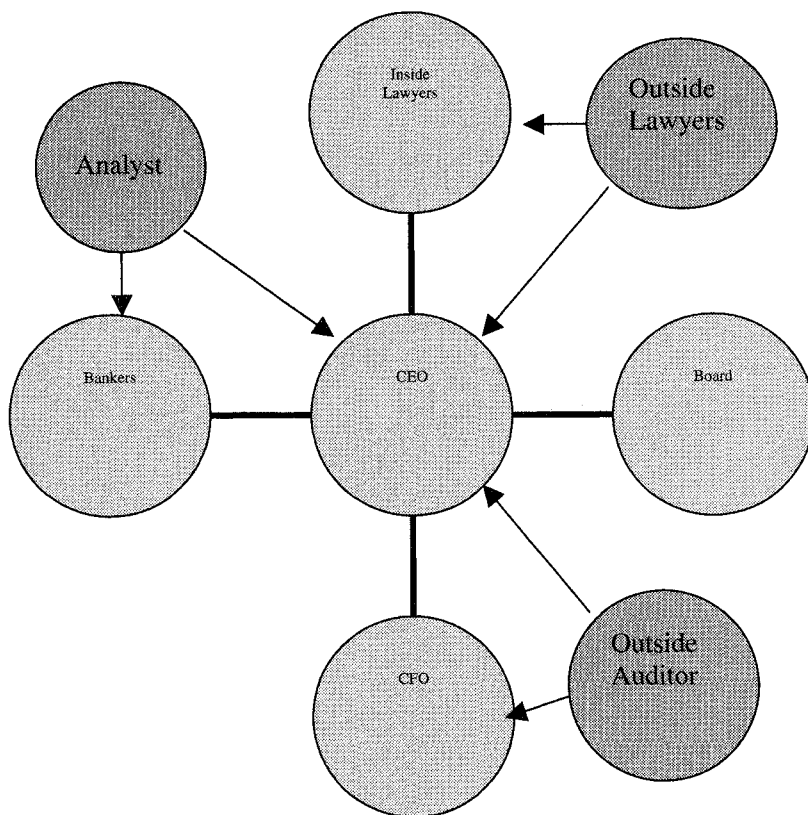 Inside
Lawyers
Outside
Lawyers
Analyst
Bankers
CEO
Board
Outside
Auditor
CFO